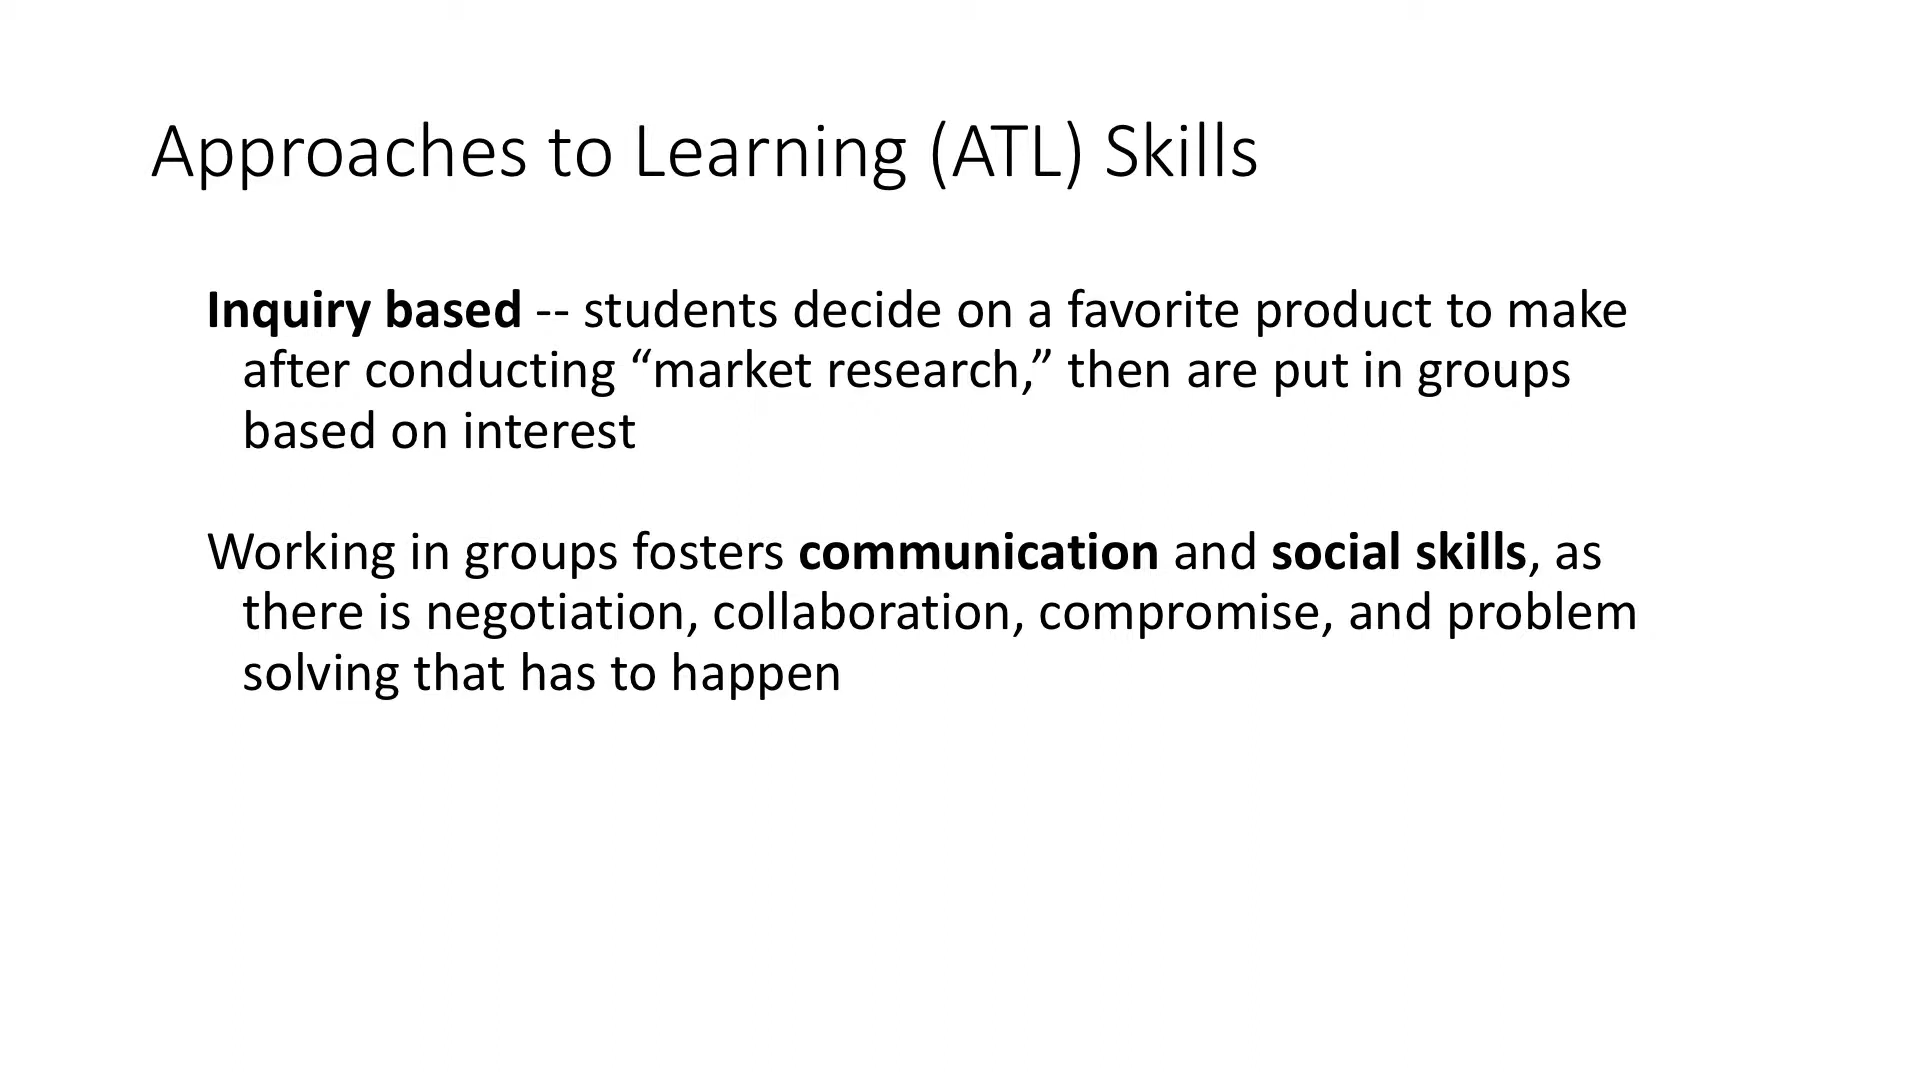 Approaches to Learning (ATL) Skills
Inquiry based -- students decide on a favorite product to make
after conducting “market research,” then are put in groups
based on interest
Working in groups fosters communication and social skills, as
there is negotiation, collaboration, compromise, and problem
solving that has to happen